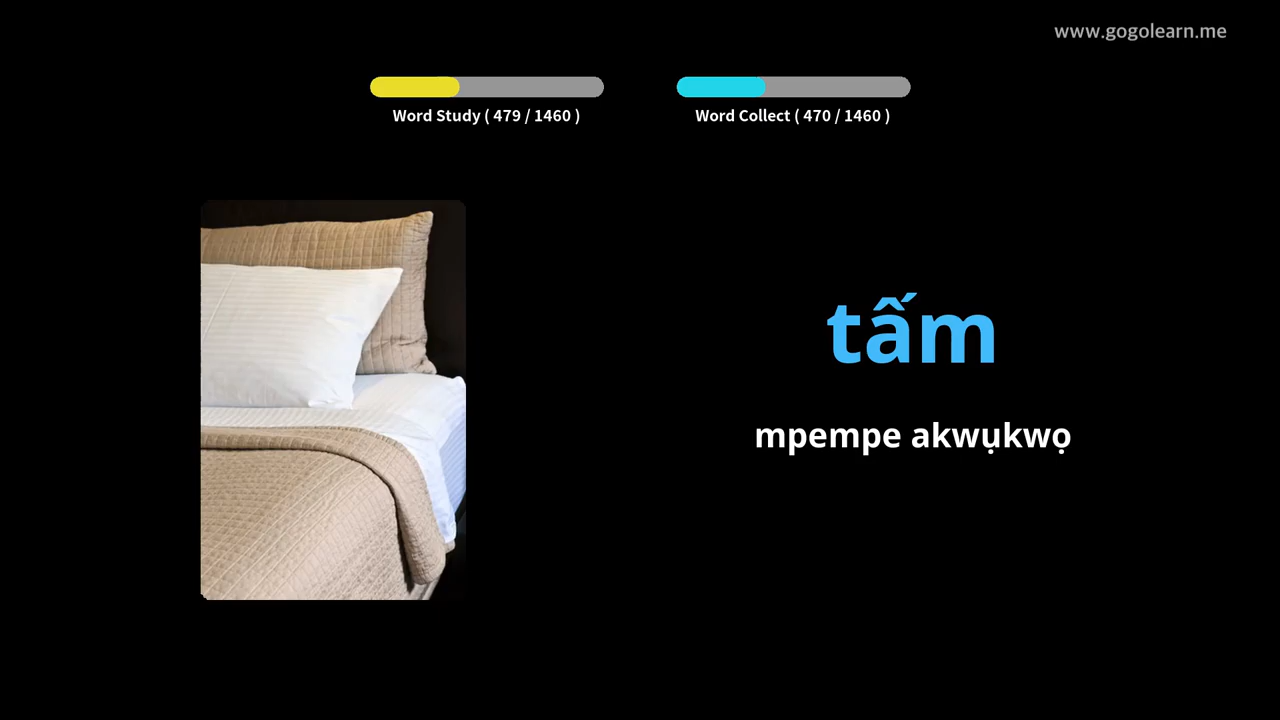 www.gogolearn.me
Word Study ( 479 / 1460 )
Word Collect ( 470 / 1460 )
tấm
mpempe akwụkwọ